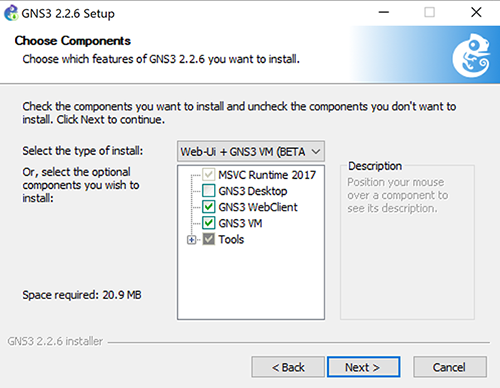 GNS3 2.2.6 Setup
Choose Components
Choose which features of GNS3 2.2.6 you want to install.
Check the components you want to install and uncheck the components you don't want to
install. Click Next to continue.
Select the type of install:
Web-Ui + GNS3 VM (BETA
Or, select the optional
components you wish to
install:
MSVC Runtime 2017
GNS3 Desktop
GNS3 WebClient
GNS3 VM
Tools
Description
Position your mouse
over a component to
see its description.
Space required: 20.9 MB
GNS3 2.2.6 installer
< Back
Next >
Cancel